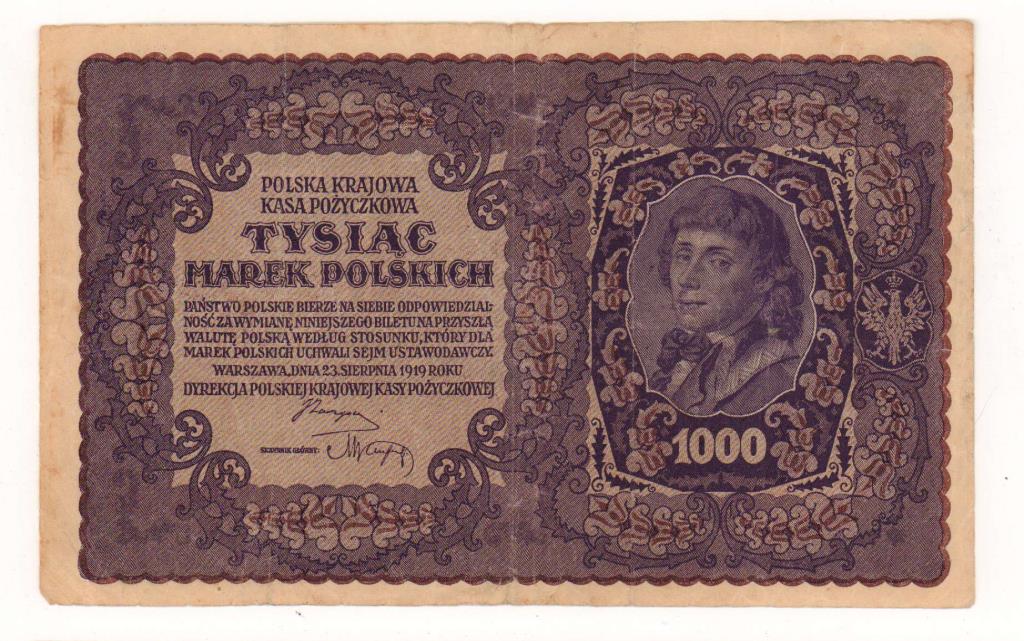 POLSKA KRAJOWA
KASA POŻYCZKOWA
TYSIĄC
MAREK POLSKICH
PAŃSTWO POLSKIE BIERZE NA SIEBIE ODPOWIEDZIAL
NOŚĆ ZA WYMIANĘ NINIEJSZEGO BILETU NA PRZYSZŁĄ
WALUTĘ POLSKĄ WEDŁUG STOSUNKU, KTÓRY DLA
MAREK POLSKICH UCHWALI SEJM USTAWODAWCZY.
WARSZAWA, DNIA 23. SIERPNIA 1919 ROKU
DYREKCJA POLSKIEJ KRAJOWEJ KASY POŻYCZKOWEJ
SKARBNIK GŁÓWNY:
1000